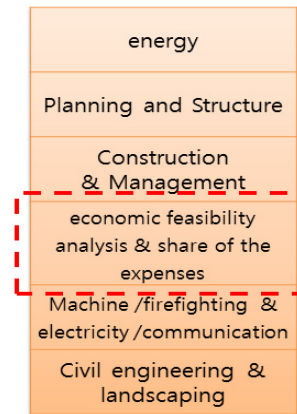 energy
Planning and Structure
Construction
& Management
economic feasibility
analysis & share of the
expenses
Machine /firefighting &
electricity /communication
Civil engineering &
landscaping